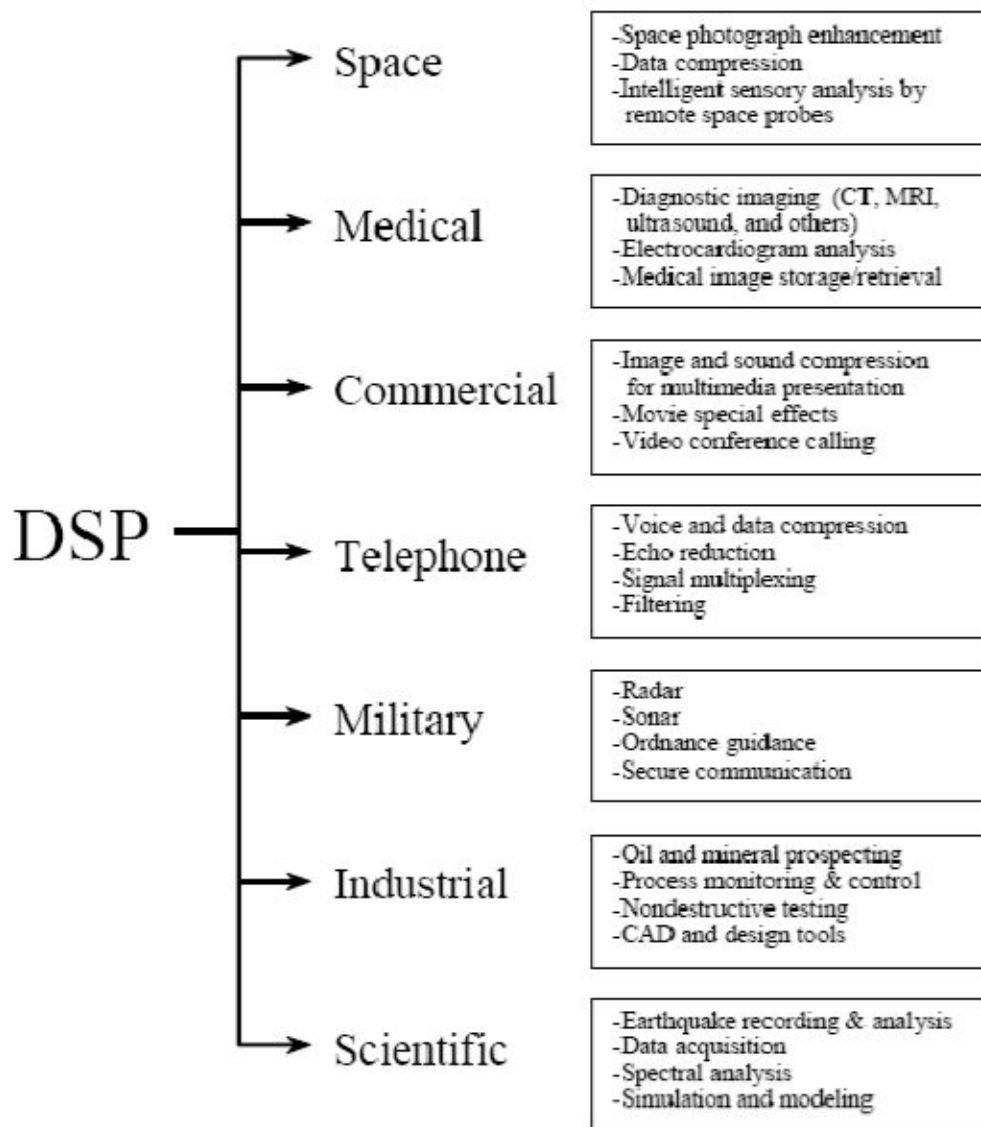 DSP
Space
-Space photograph enhancement
-Data compression
-Intelligent sensory analysis by
remote space probes
Medical
-Diagnostic imaging (CT, MRI,
ultrasound, and others)
-Electrocardiogram analysis
-Medical image storage/retrieval
Commercial
-Image and sound compression
for multimedia presentation
-Movie special effects
-Video conference calling
Telephone
-Voice and data compression
-Echo reduction
-Signal multiplexing
-Filtering
Military
-Radar
-Sonar
-Ordnance guidance
-Secure communication
Industrial
-Oil and mineral prospecting
-Process monitoring & control
-Nondestructive testing
-CAD and design tools
Scientific
-Earthquake recording & analysis
-Data acquisition
-Spectral analysis
-Simulation and modeling